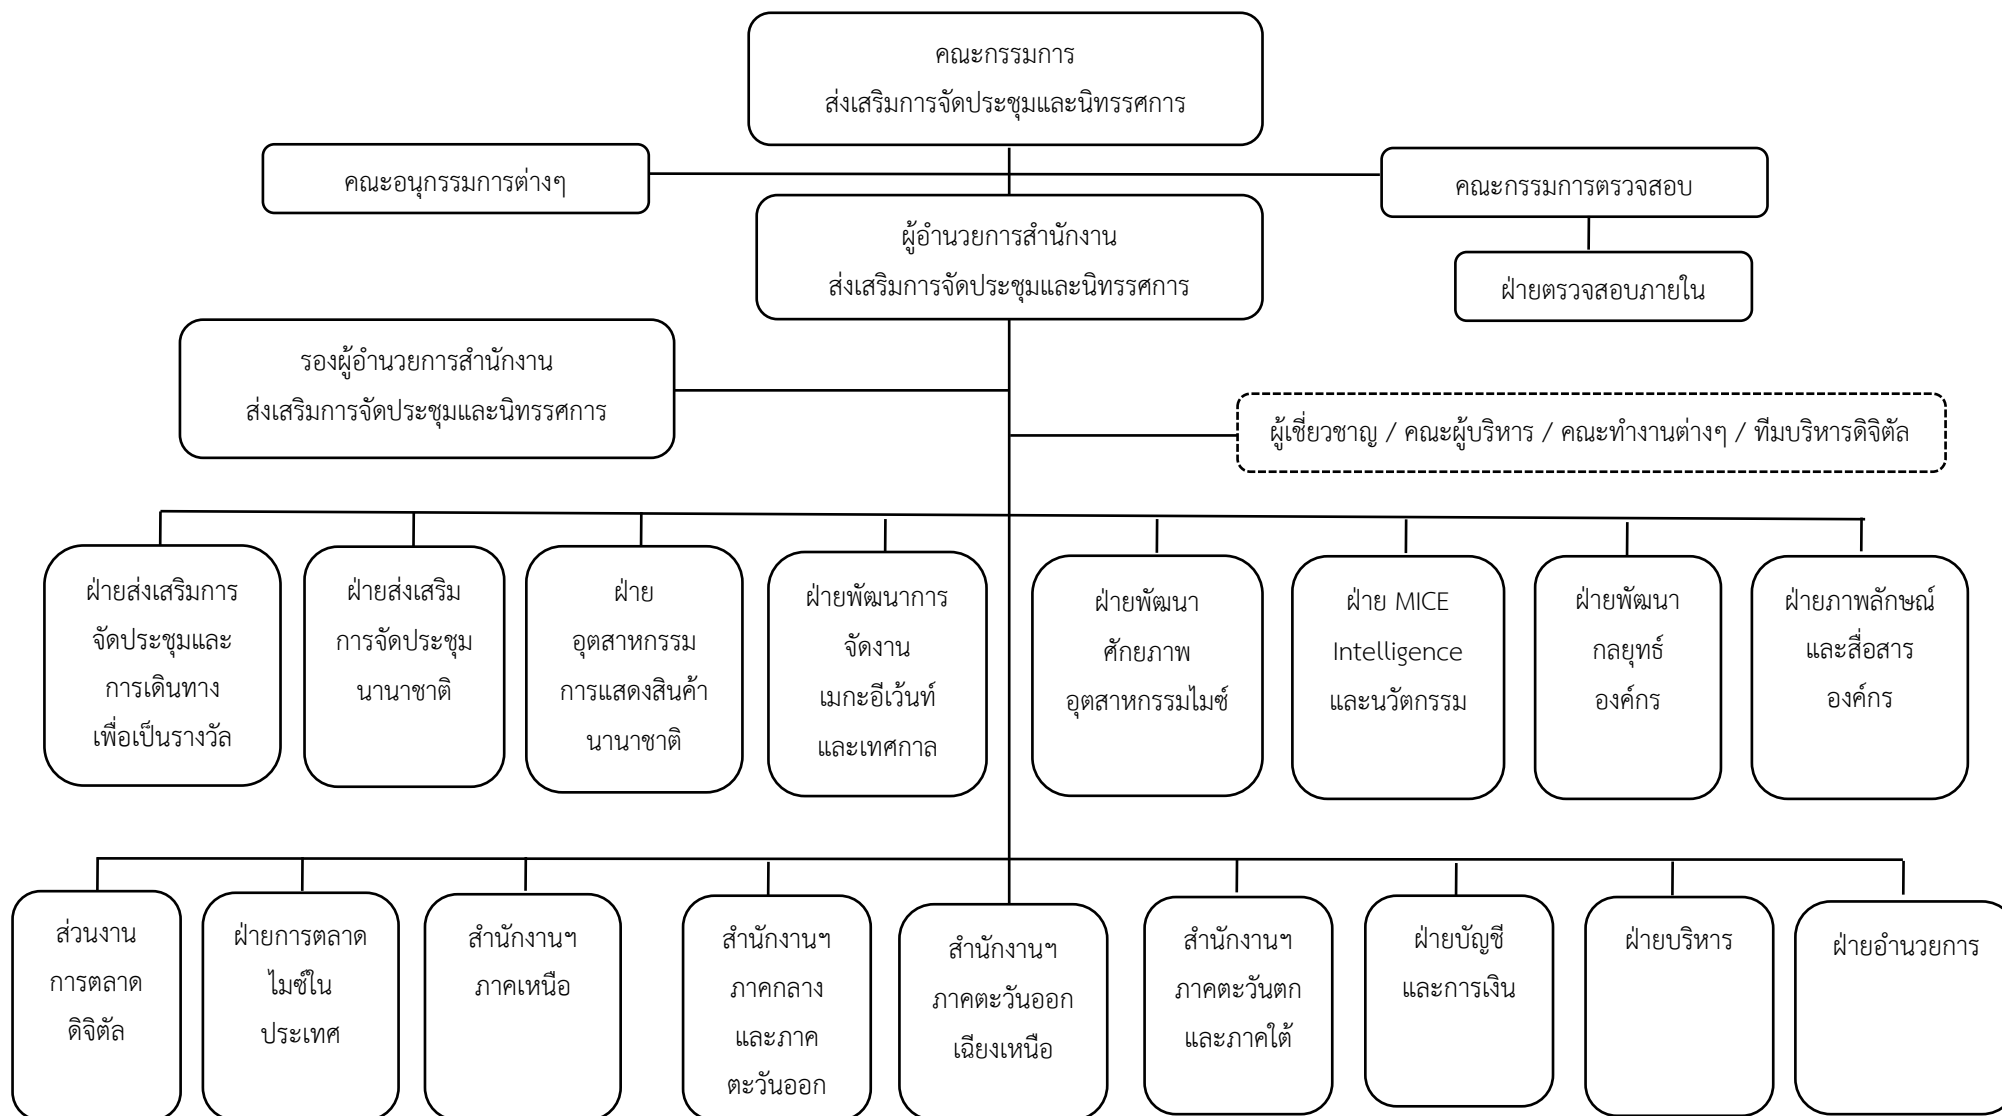 คณะกรรมการ
ส่งเสริมการจัดประชุมและนิทรรศการ
คณะอนุกรรมการต่างๆ
คณะกรรมการตรวจสอบ
ผู้อำนวยการสำนักงาน
ส่งเสริมการจัดประชุมและนิทรรศการ
ฝ่ายตรวจสอบภายใน
รองผู้อำนวยการสำนักงาน
ส่งเสริมการจัดประชุมและนิทรรศการ
ผู้เชี่ยวชาญ / คณะผู้บริหาร / คณะทำงานต่างๆ / ทีมบริหารดิจิตัล
ฝ่ายส่งเสริมการ
จัดประชุมและ
การเดินทาง
เพื่อเป็นรางวัล
ฝ่ายส่งเสริม
การจัดประชุม
นานาชาติ
ฝ่าย
อุตสาหกรรม
การแสดงสินค้า
นานาชาติ
ฝ่ายพัฒนาการ
จัดงาน
เมกะอีเว้นท์
และเทศกาล
ฝ่ายพัฒนา
ศักยภาพ
อุตสาหกรรมไมซ์
ฝ่าย MICE
Intelligence
และนวัตกรรม
ฝ่ายพัฒนา
กลยุทธ์
องค์กร
ฝ่ายภาพลักษณ์
และสื่อสาร
องค์กร
ส่วนงาน
การตลาด
ดิจิตัล
ฝ่ายการตลาด
ไมซ์ใน
ประเทศ
สำนักงานฯ
ภาคเหนือ
สำนักงานฯ
ภาคกลาง
และภาค
ตะวันออก
สำนักงานฯ
ภาคตะวันออก
เฉียงเหนือ
สำนักงานฯ
ภาคตะวันตก
และภาคใต้
ฝ่ายบัญชี
และการเงิน
ฝ่ายบริหาร
ฝ่ายอำนวยการ